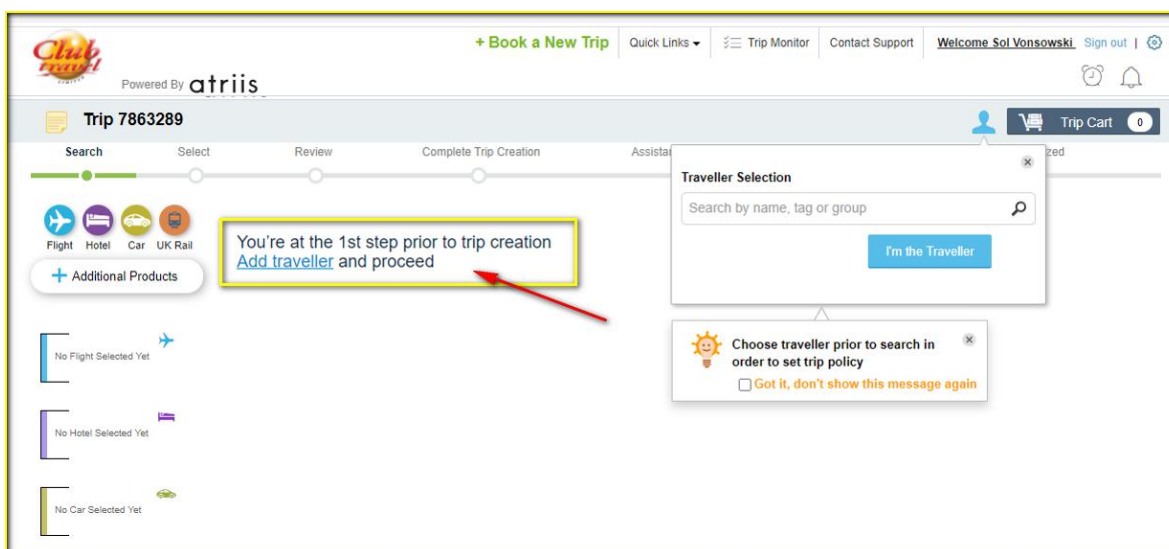 Club
Travel
LIMITED
+ Book a New Trip
Quick Links
Trip Monitor
Contact Support
Welcome Sol Vonsowski
Sign out |
Powered By atriis
Trip 7863289
Trip Cart 0
Search
Select
Review
Complete Trip Creation
Assista
zed
Traveller Selection
Search by name, tag or group
I'm the Traveller
Flight
Hotel
Car
UK Rail
+ Additional Products
You're at the 1st step prior to trip creation
Add traveller and proceed
Choose traveller prior to search in
order to set trip policy
Got it, don't show this message again
No Flight Selected Yet
No Hotel Selected Yet
No Car Selected Yet